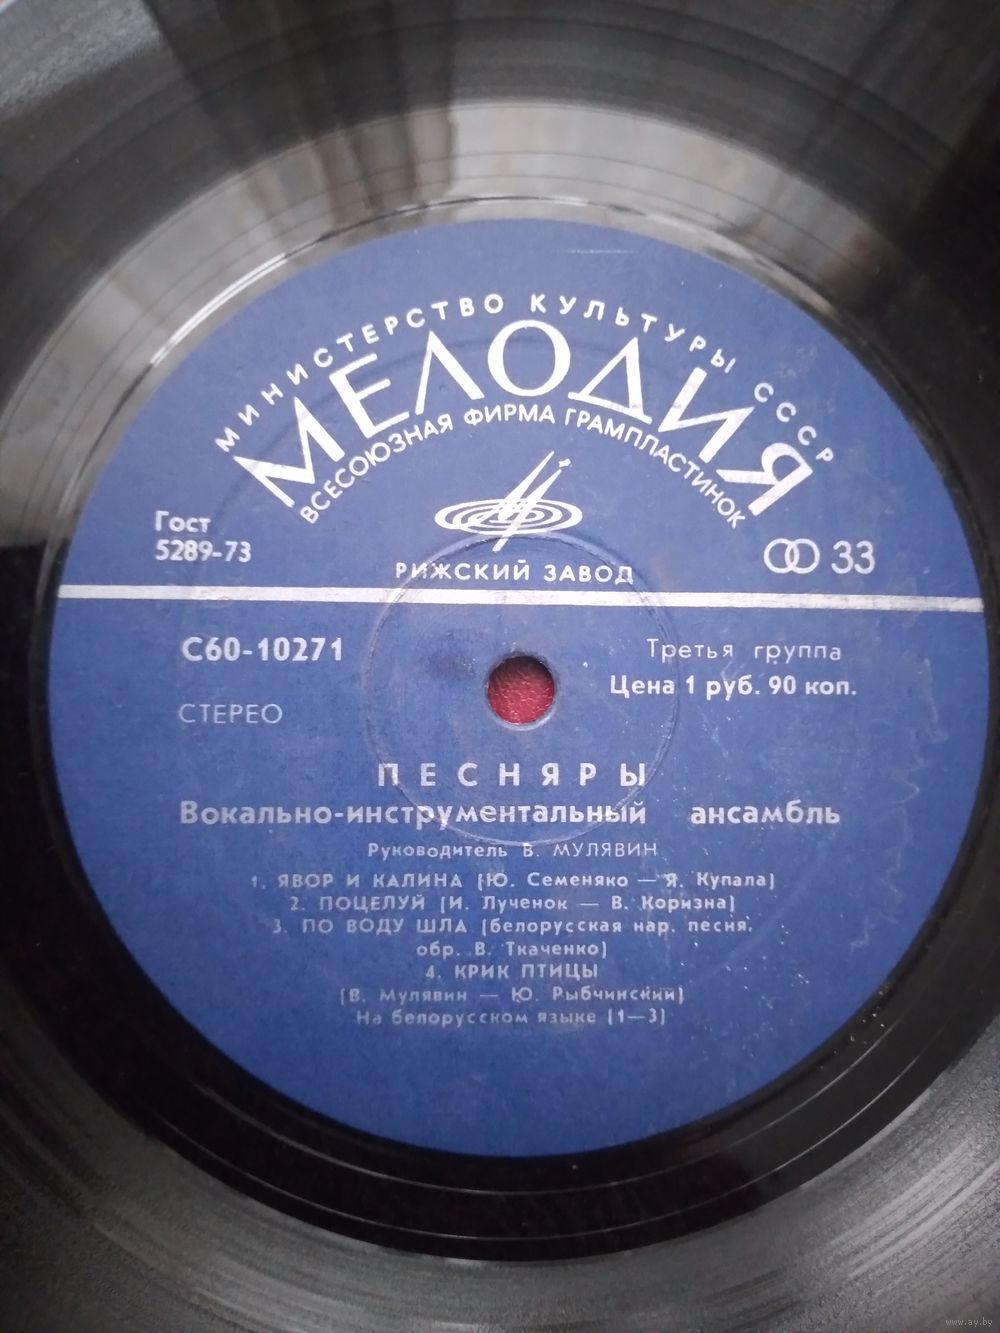 МИНИСТЕРСТВО КУЛЬТУРЫ СССР
МЕЛОДИЯ
ВСЕСОЮЗНАЯ ФИРМА ГРАМПЛАСТИНОК
Гост
5289-73
33
РИЖСКИЙ ЗАВОД
С60-10271
Третья группа
Цена 1 руб. 90 коп.
СТЕРЕО
ПЕСНЯРЫ
Вокально-инструментальный ансамбль
Руководитель В. МУЛЯВИН
1. ЯВОР И КАЛИНА (Ю. Семеняко — Я. Купала)
2. ПОЦЕЛУЙ (И. Лученок — В. Коризна)
3. ПО ВОДУ ШЛА (белорусская нар. песня,
обр. В. Ткаченко)
4. КРИК ПТИЦЫ
(В. Мулявин — Ю. Рыбчинский)
На белорусском языке (1—3)
www.ay.by